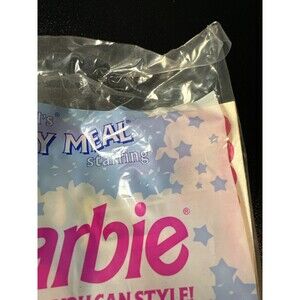 l's
Y MEAL®
starring
arbie®
YOU CAN STYLE!